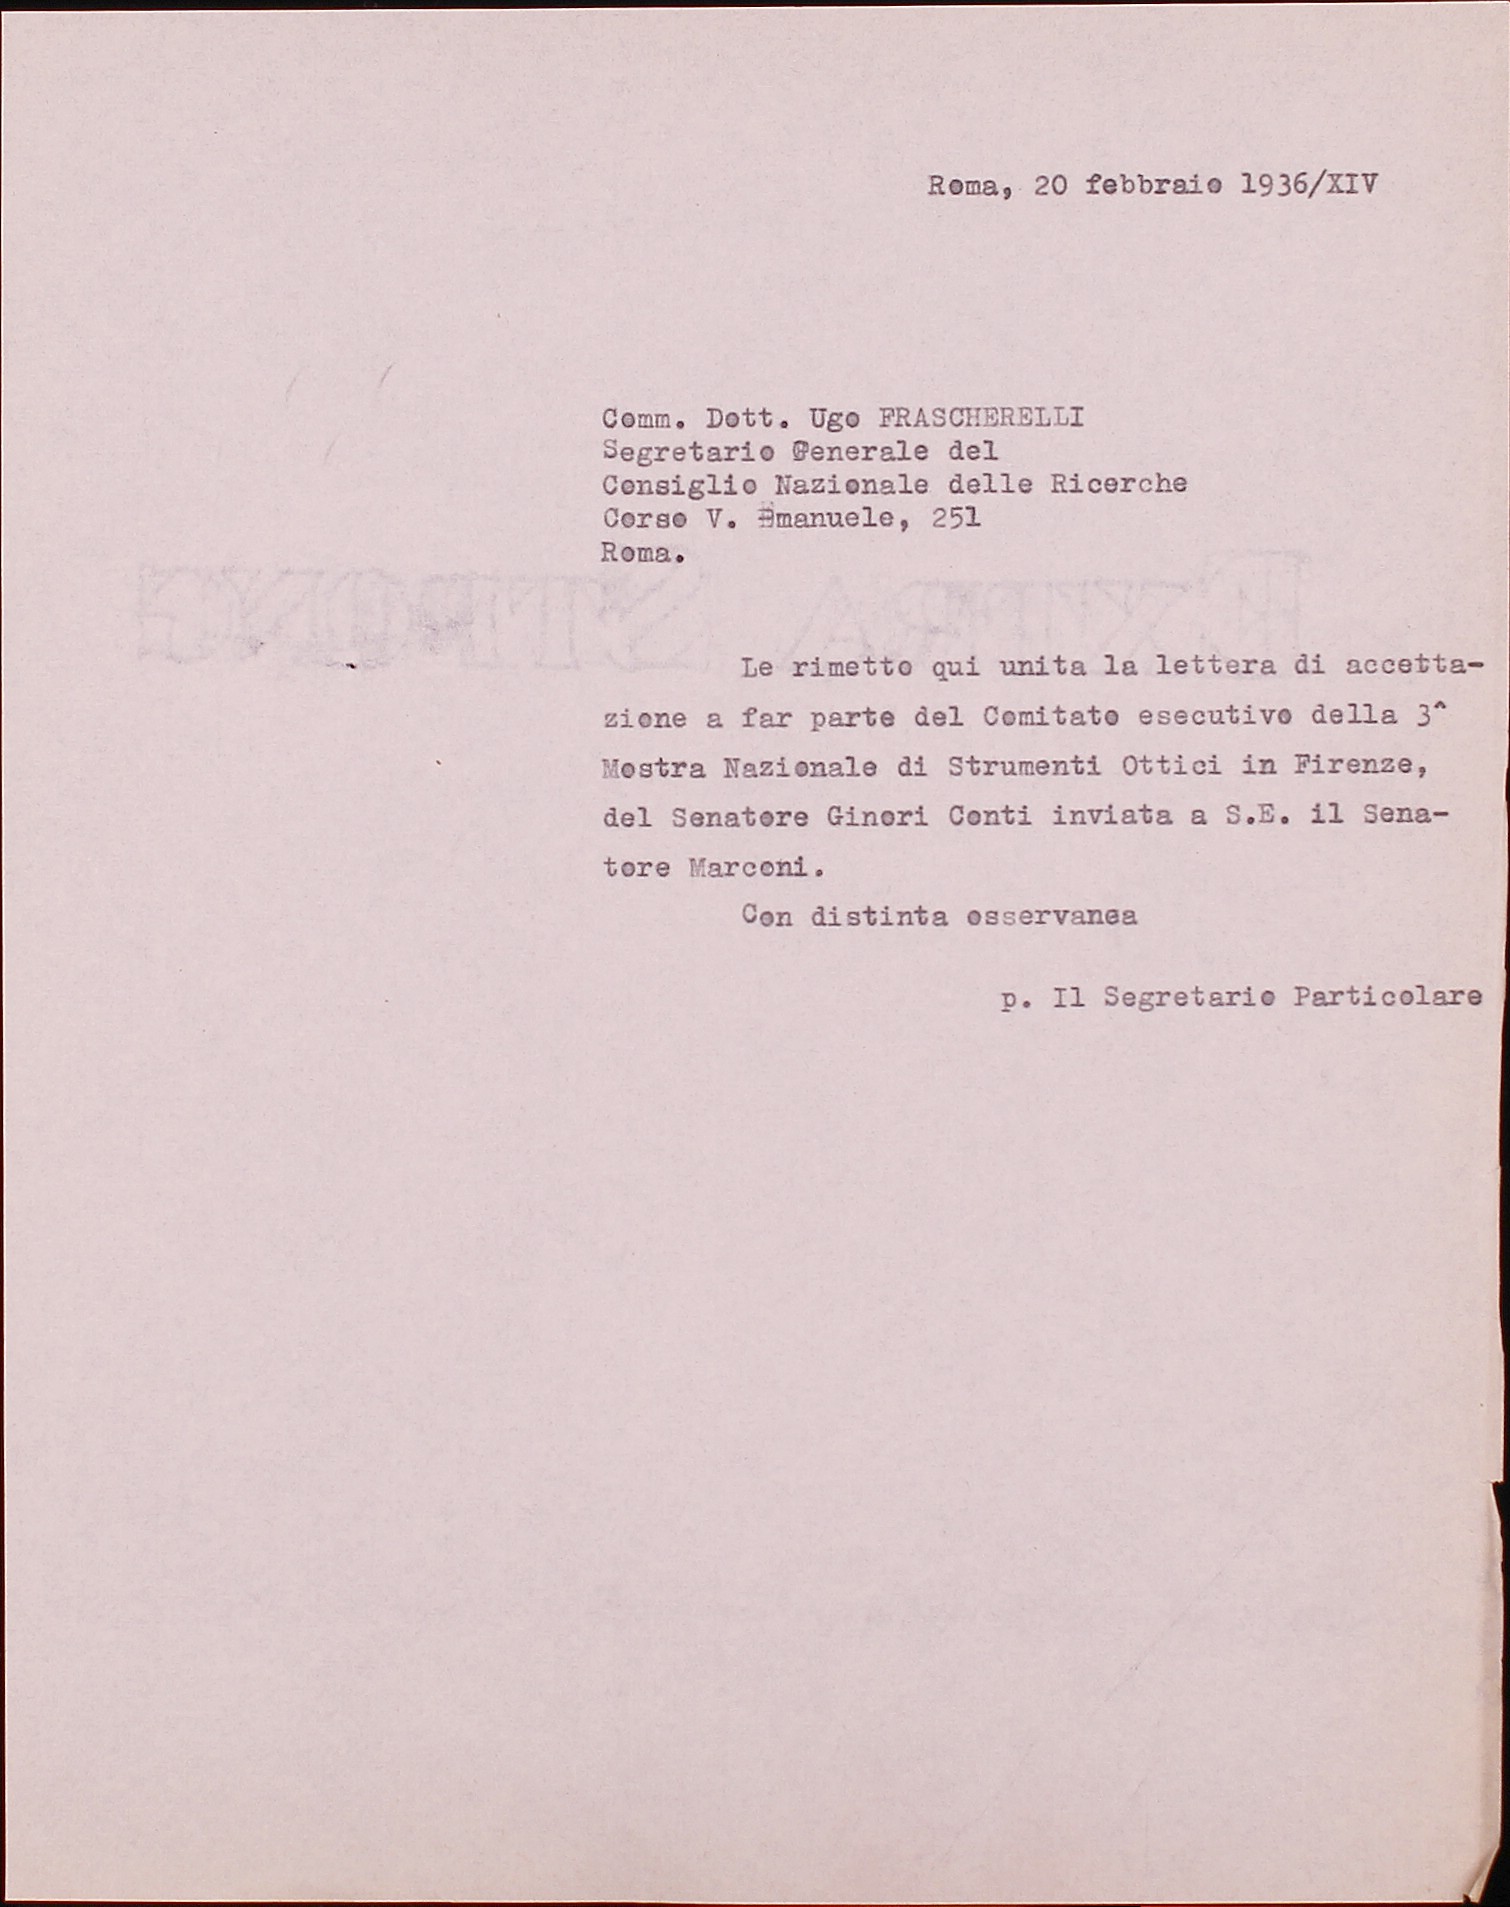 Roma, 20 febbraio 1936/XIV
Comm. Dott. Ugo FRASCHERELLI
Segretario Generale del
Consiglio Nazionale delle Ricerche
Corso V. Emanuele, 251
Roma.
Le rimetto qui unita la lettera di accetta-
zione a far parte del Comitato esecutivo della 3^
Mostra Nazionale di Strumenti Ottici in Firenze,
del Senatore Ginori Conti inviata a S.E. il Sena-
tore Marconi.
Con distinta osservanza
p. Il Segretario Particolare
EXTRA STRONG